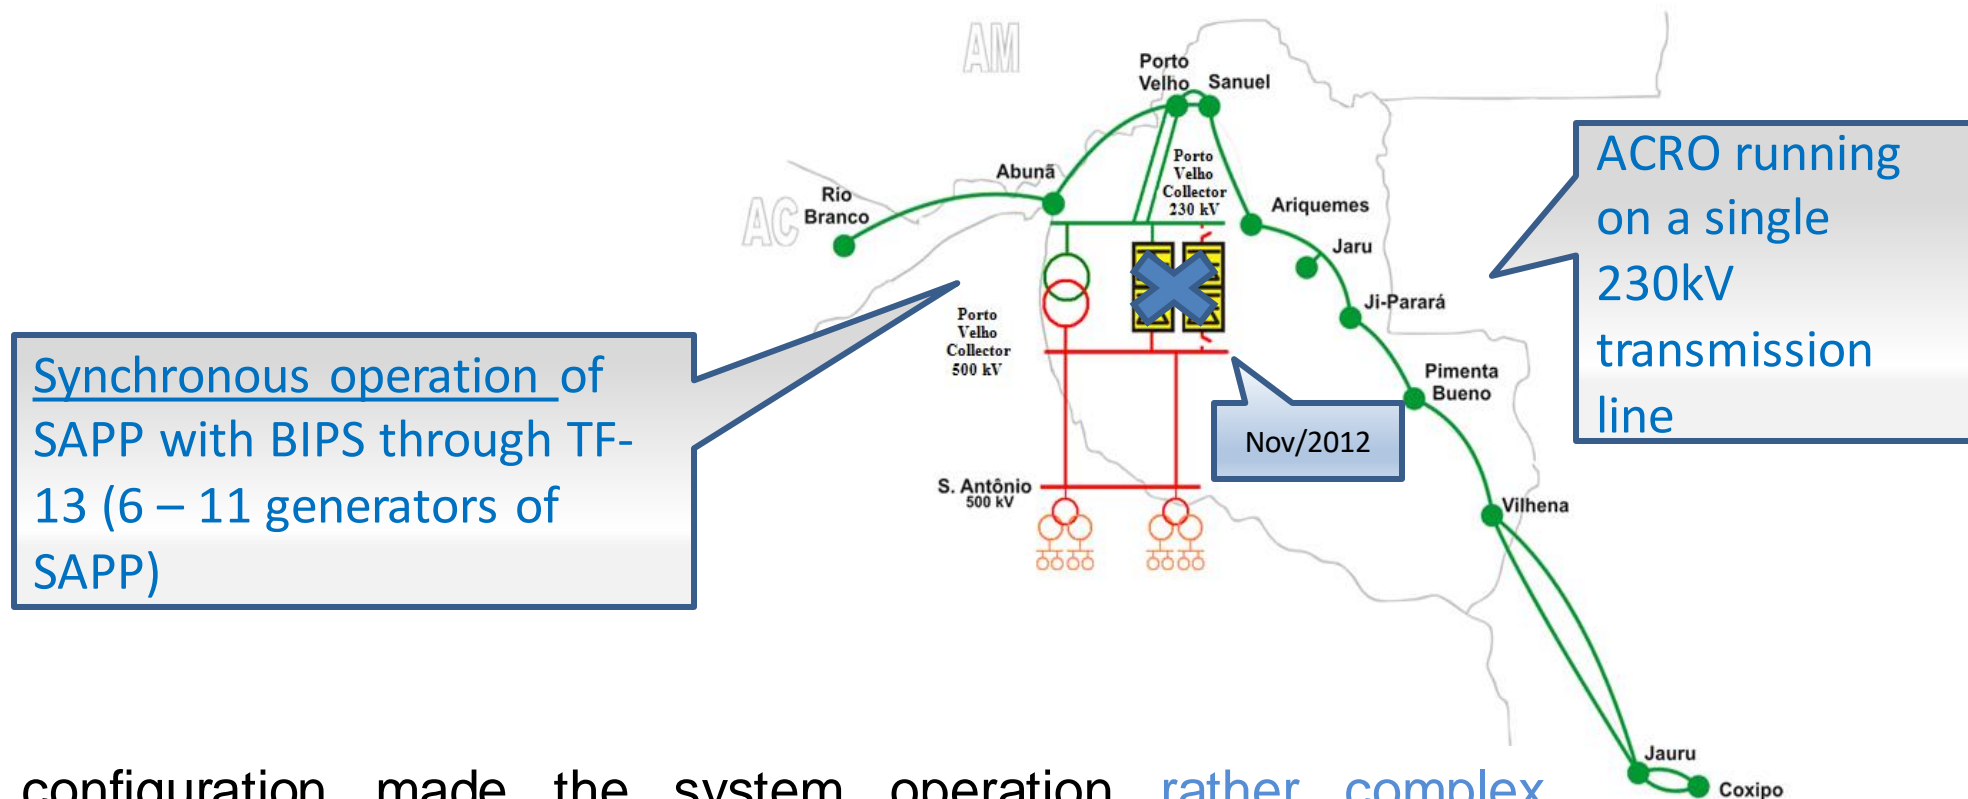 AM
Porto
Velho
Sanuel
Porto
Velho
Collector
230 kV
Abunã
Rio
Branco
AC
Ariquemes
Jaru
Ji-Parará
ACRO running
on a single
230kV
transmission
line
Porto
Velho
Collector
500 kV
Synchronous operation of
SAPP with BIPS through TF-
13 (6 – 11 generators of
SAPP)
Nov/2012
Pimenta
Bueno
S. Antônio
500 kV
Vilhena
Jauru
Coxipo
configuration made the system operation rather complex